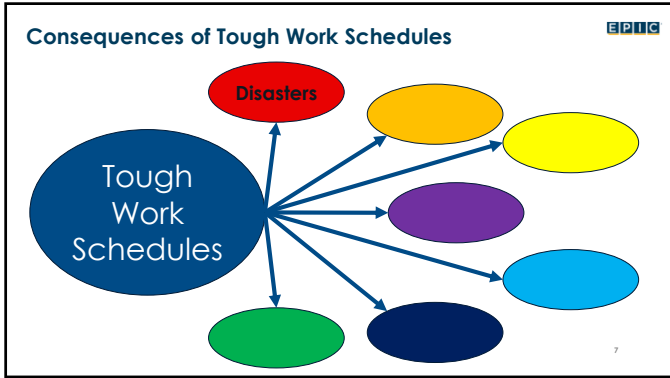 Consequences of Tough Work Schedules
EPIC
Disasters
Tough
Work
Schedules
7